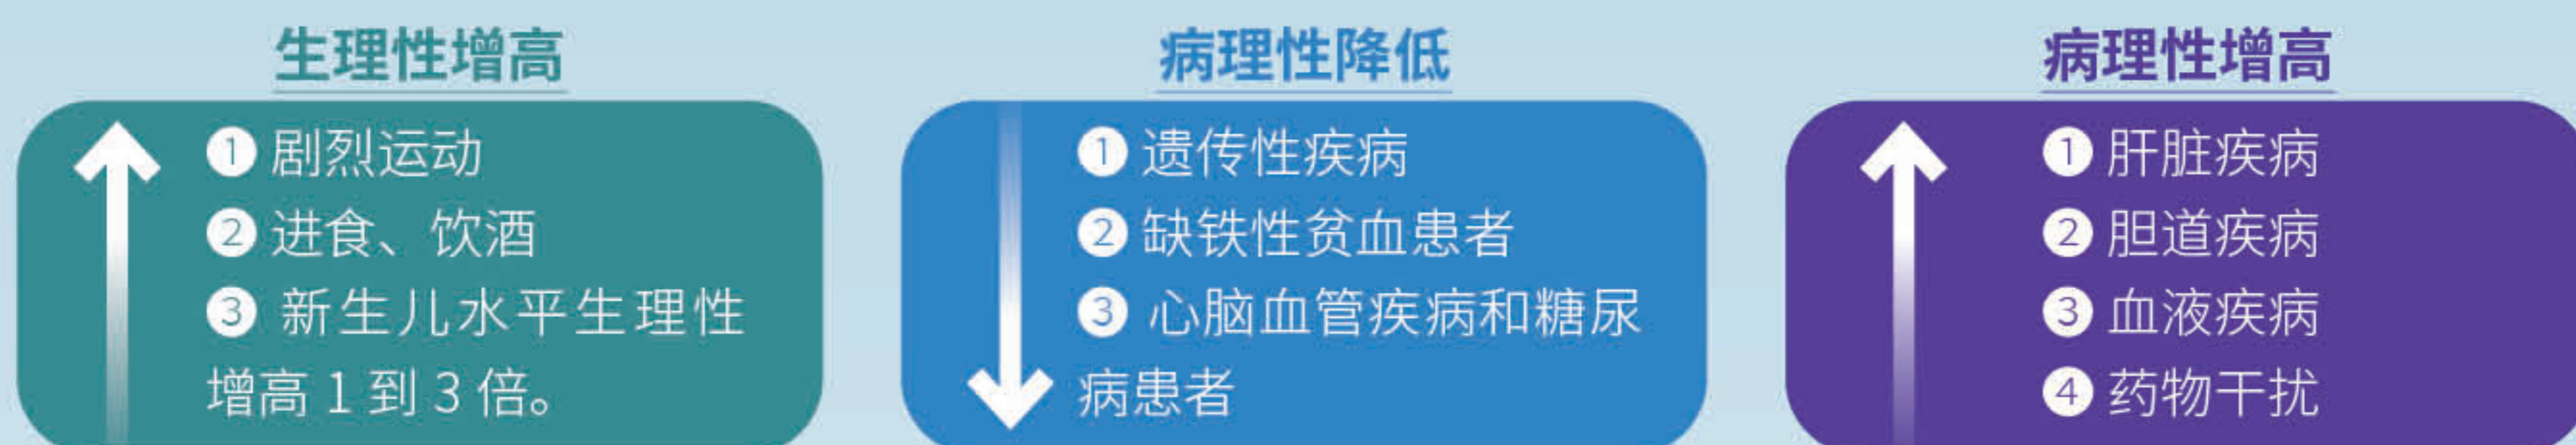 生理性增高
① 剧烈运动
② 进食、饮酒
③ 新生儿水平生理性
增高 1 到 3 倍。
病理性降低
① 遗传性疾病
② 缺铁性贫血患者
③ 心脑血管疾病和糖尿
病患者
病理性增高
① 肝脏疾病
② 胆道疾病
③ 血液疾病
④ 药物干扰